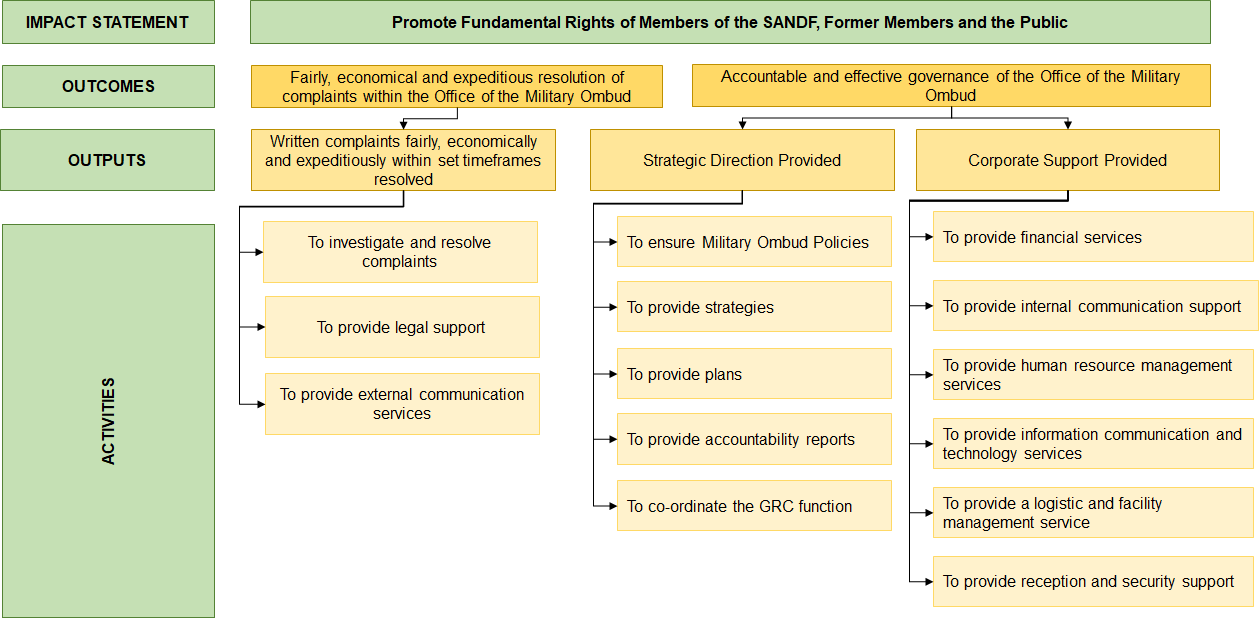 IMPACT STATEMENT
Promote Fundamental Rights of Members of the SANDF, Former Members and the Public
OUTCOMES
Fairly, economical and expeditious resolution of
complaints within the Office of the Military Ombud
Accountable and effective governance of the Office of the Military
Ombud
OUTPUTS
Written complaints fairly, economically
and expeditiously within set timeframes
resolved
Strategic Direction Provided
Corporate Support Provided
ACTIVITIES
To investigate and resolve
complaints
To provide legal support
To provide external communication
services
To ensure Military Ombud Policies
To provide strategies
To provide plans
To provide accountability reports
To co-ordinate the GRC function
To provide financial services
To provide internal communication support
To provide human resource management
services
To provide information communication and
technology services
To provide a logistic and facility
management service
To provide reception and security support